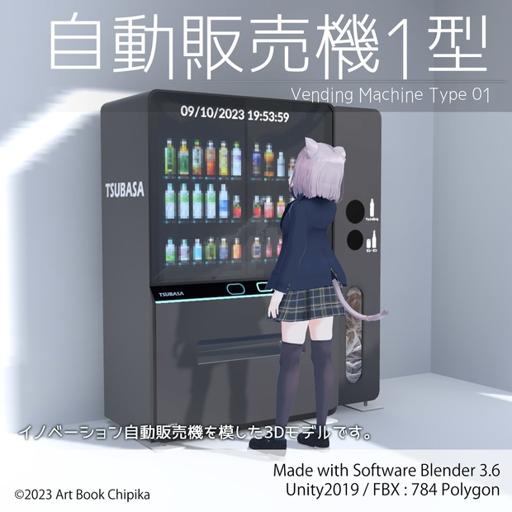 自動販売機1型
Vending Machine Type 01
09/10/2023 19:53:59
TSUBASA
TSUBASA
イノベーション自動販売機を模した3Dモデルです。
Made with Software Blender 3.6
Unity2019 / FBX : 784 Polygon
©2023 Art Book Chipika